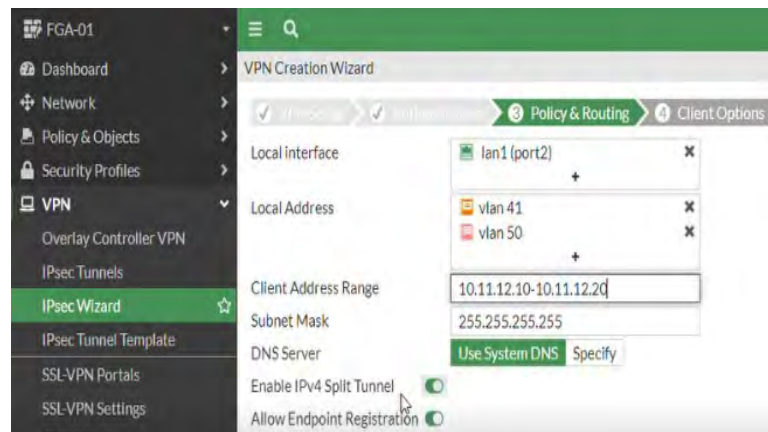 FGA-01
Dashboard
Network
Policy & Objects
Security Profiles
VPN
Overlay Controller VPN
IPsec Tunnels
IPsec Wizard
IPsec Tunnel Template
SSL-VPN Portals
SSL-VPN Settings
VPN Creation Wizard
3 Policy & Routing 4 Client Options
Local interface lan1 (port2)
+
Local Address vlan 41
vlan 50
+
Client Address Range 10.11.12.10-10.11.12.20
Subnet Mask 255.255.255.255
DNS Server Use System DNS Specify
Enable IPv4 Split Tunnel
Allow Endpoint Registration